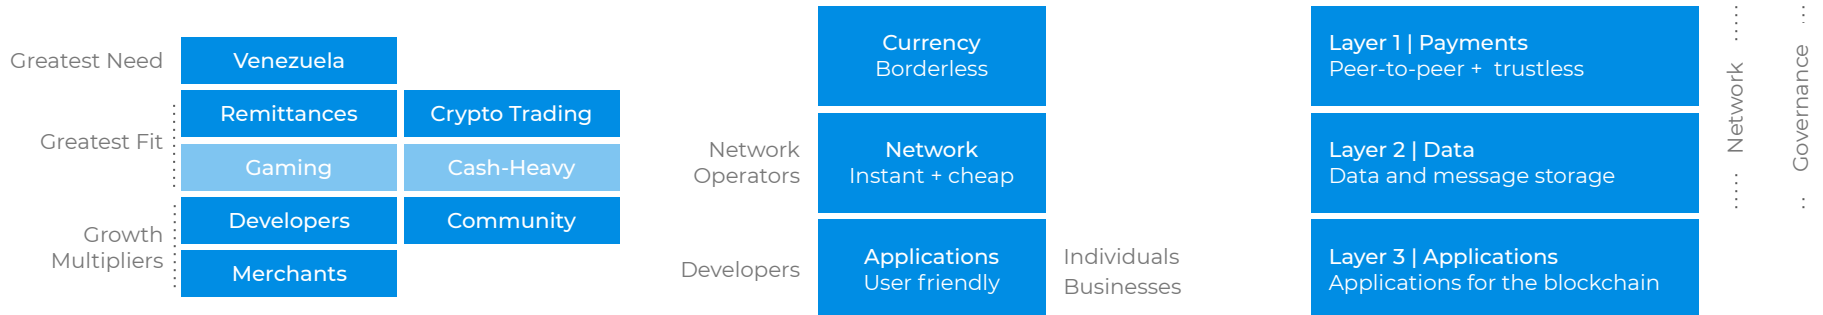 Greatest Need
Venezuela
Greatest Fit
Remittances
Crypto Trading
Gaming
Cash-Heavy
Growth
Multipliers
Developers
Community
Merchants
Currency
Borderless
Network
Operators
Network
Instant + cheap
Developers
Applications
User friendly
Individuals
Businesses
Layer 1 | Payments
Peer-to-peer + trustless
Layer 2 | Data
Data and message storage
Layer 3 | Applications
Applications for the blockchain
Network
Governance